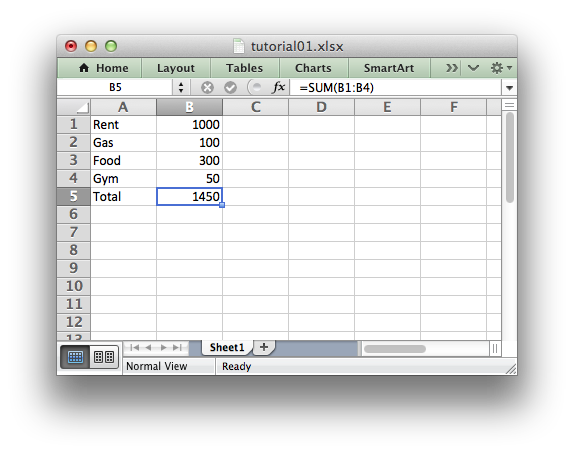 tutorial01.xlsx
Home Layout Tables Charts SmartArt >>
B5 fx =SUM(B1:B4)
A B C D E F
1 Rent 1000
2 Gas 100
3 Food 300
4 Gym 50
5 Total 1450
6
7
8
9
10
11
12
13
Sheet1 +
Normal View Ready